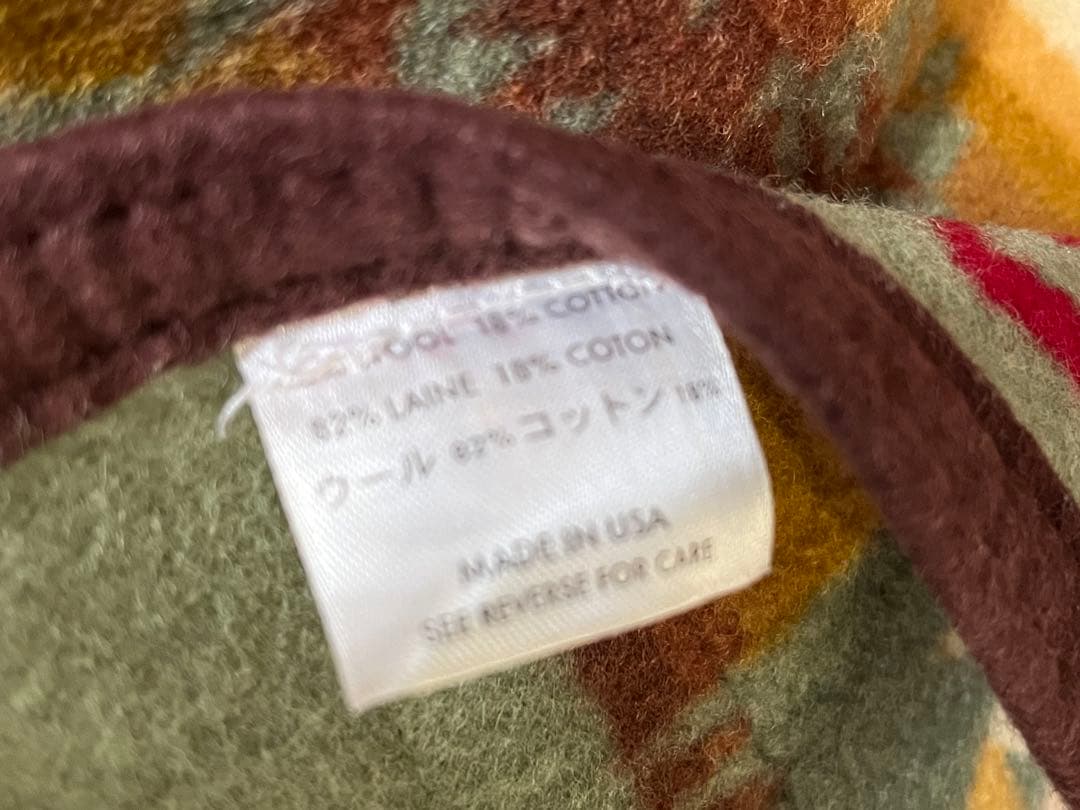 WOOL 18% COTTON
82% LAINE 18% COTON
ウール 82% コットン 18%
MADE IN USA
SEE REVERSE FOR CARE